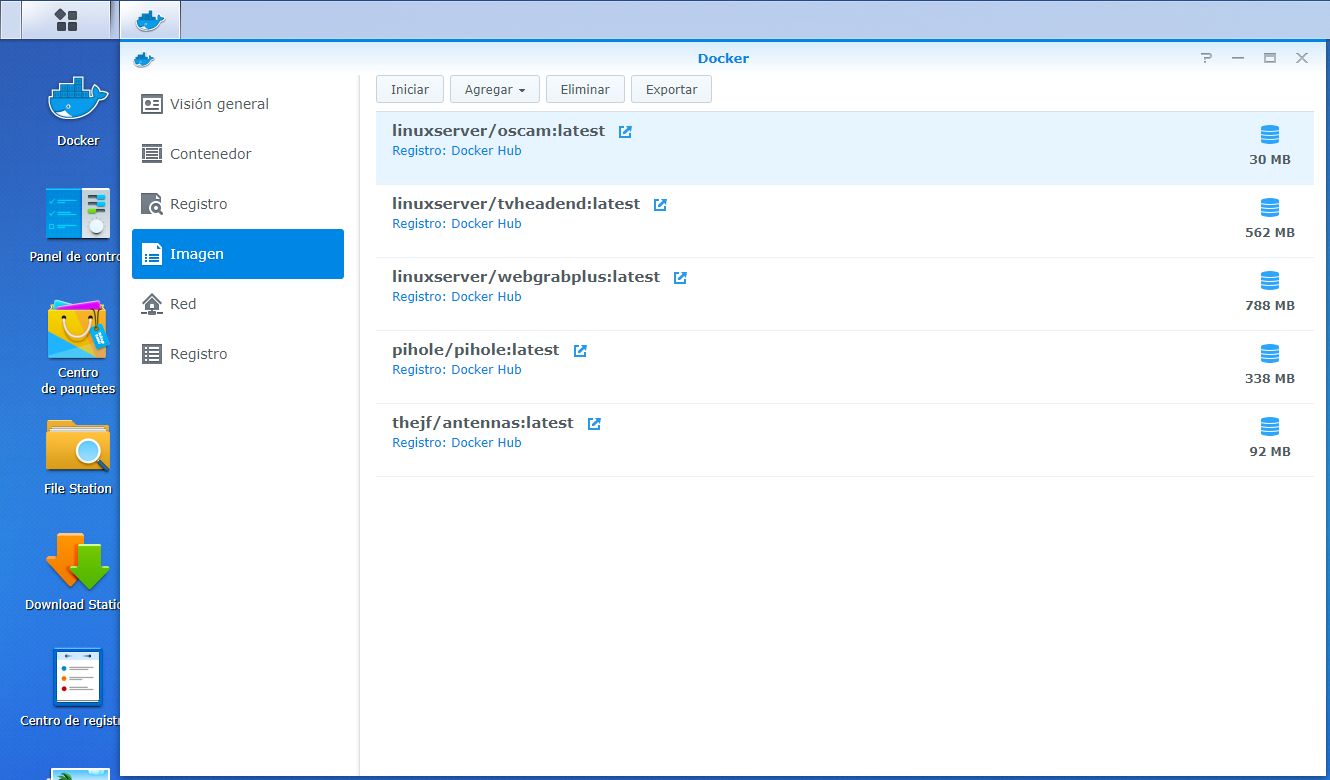 Docker
Docker
Panel de contro
Centro
de paquetes
File Station
Download Static
Centro de registr
Visión general
Contenedor
Registro
Imagen
Red
Registro
Iniciar
Agregar
Eliminar
Exportar
linuxserver/oscam:latest
Registro: Docker Hub
30 MB
linuxserver/tvheadend:latest
Registro: Docker Hub
562 MB
linuxserver/webgrabplus:latest
Registro: Docker Hub
788 MB
pihole/pihole:latest
Registro: Docker Hub
338 MB
thejf/antennas:latest
Registro: Docker Hub
92 MB